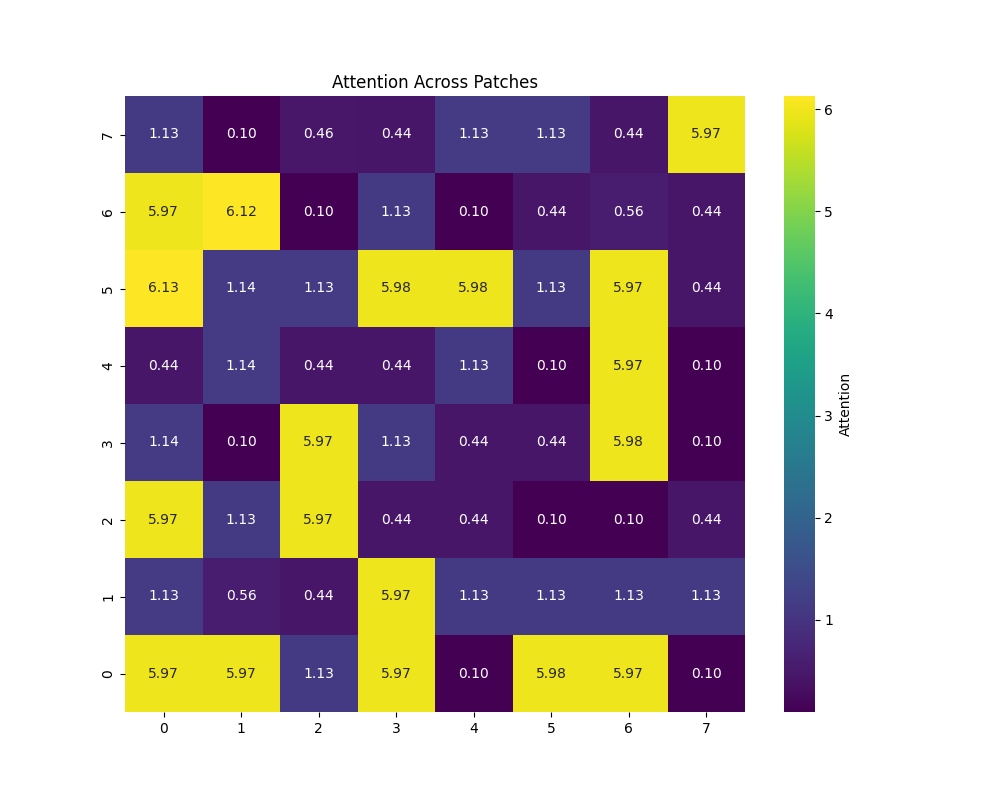 Attention Across Patches
7 1.13 0.10 0.46 0.44 1.13 1.13 0.44 5.97
6 5.97 6.12 0.10 1.13 0.10 0.44 0.56 0.44
5 6.13 1.14 1.13 5.98 5.98 1.13 5.97 0.44
4 0.44 1.14 0.44 0.44 1.13 0.10 5.97 0.10
3 1.14 0.10 5.97 1.13 0.44 0.44 5.98 0.10
2 5.97 1.13 5.97 0.44 0.44 0.10 0.10 0.44
1 1.13 0.56 0.44 5.97 1.13 1.13 1.13 1.13
0 5.97 5.97 1.13 5.97 0.10 5.98 5.97 0.10
0 1 2 3 4 5 6 7
6
5
4
3
2
1
Attention